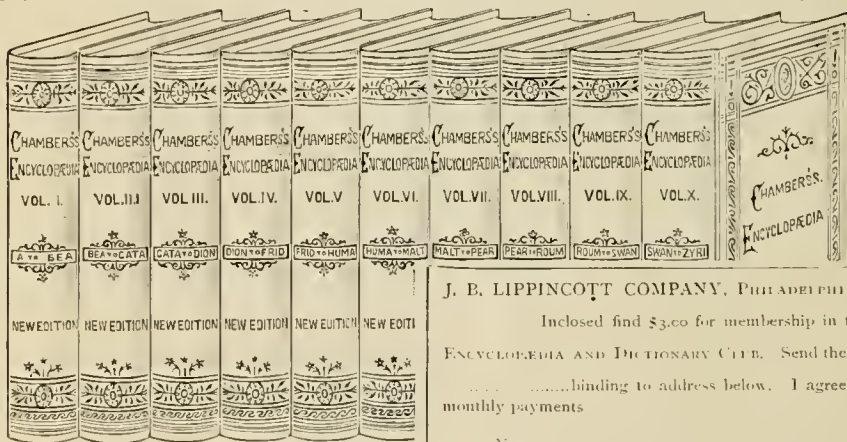 CHAMBERS'S CHAMBERS'S CHAMBERS'S CHAMBERS'S CHAMBERS'S CHAMBERS'S CHAMBERS'S CHAMBERS'S CHAMBERS'S CHAMBERS'S
ENCYCLOPÆDIA ENCYCLOPÆDIA ENCYCLOPÆDIA ENCYCLOPÆDIA ENCYCLOPÆDIA ENCYCLOPÆDIA ENCYCLOPÆDIA ENCYCLOPÆDIA ENCYCLOPÆDIA ENCYCLOPÆDIA
VOL. I. VOL. II. VOL III. VOL. IV. VOL. V VOL. VI. VOL. VII. VOL. VIII. VOL. IX. VOL. X.
A TO BEA BEA TO CATA CATA TO DION DION TO FRID FRID TO HUMA HUMA TO MALT MALT TO PEAR PEAR TO ROUM ROUM TO SWAN SWAN TO ZYRI
NEW EDITION NEW EDITION NEW EDITION NEW EDITION NEW EDITION NEW EDITI
CHAMBERS'S.
ENCYCLOPÆDIA
J. B. LIPPINCOTT COMPANY, PHILADELPHI
Inclosed find $3.00 for membership in t
ENCYCLOPÆDIA AND DICTIONARY CLUB. Send the
binding to address below. I agree
monthly payments